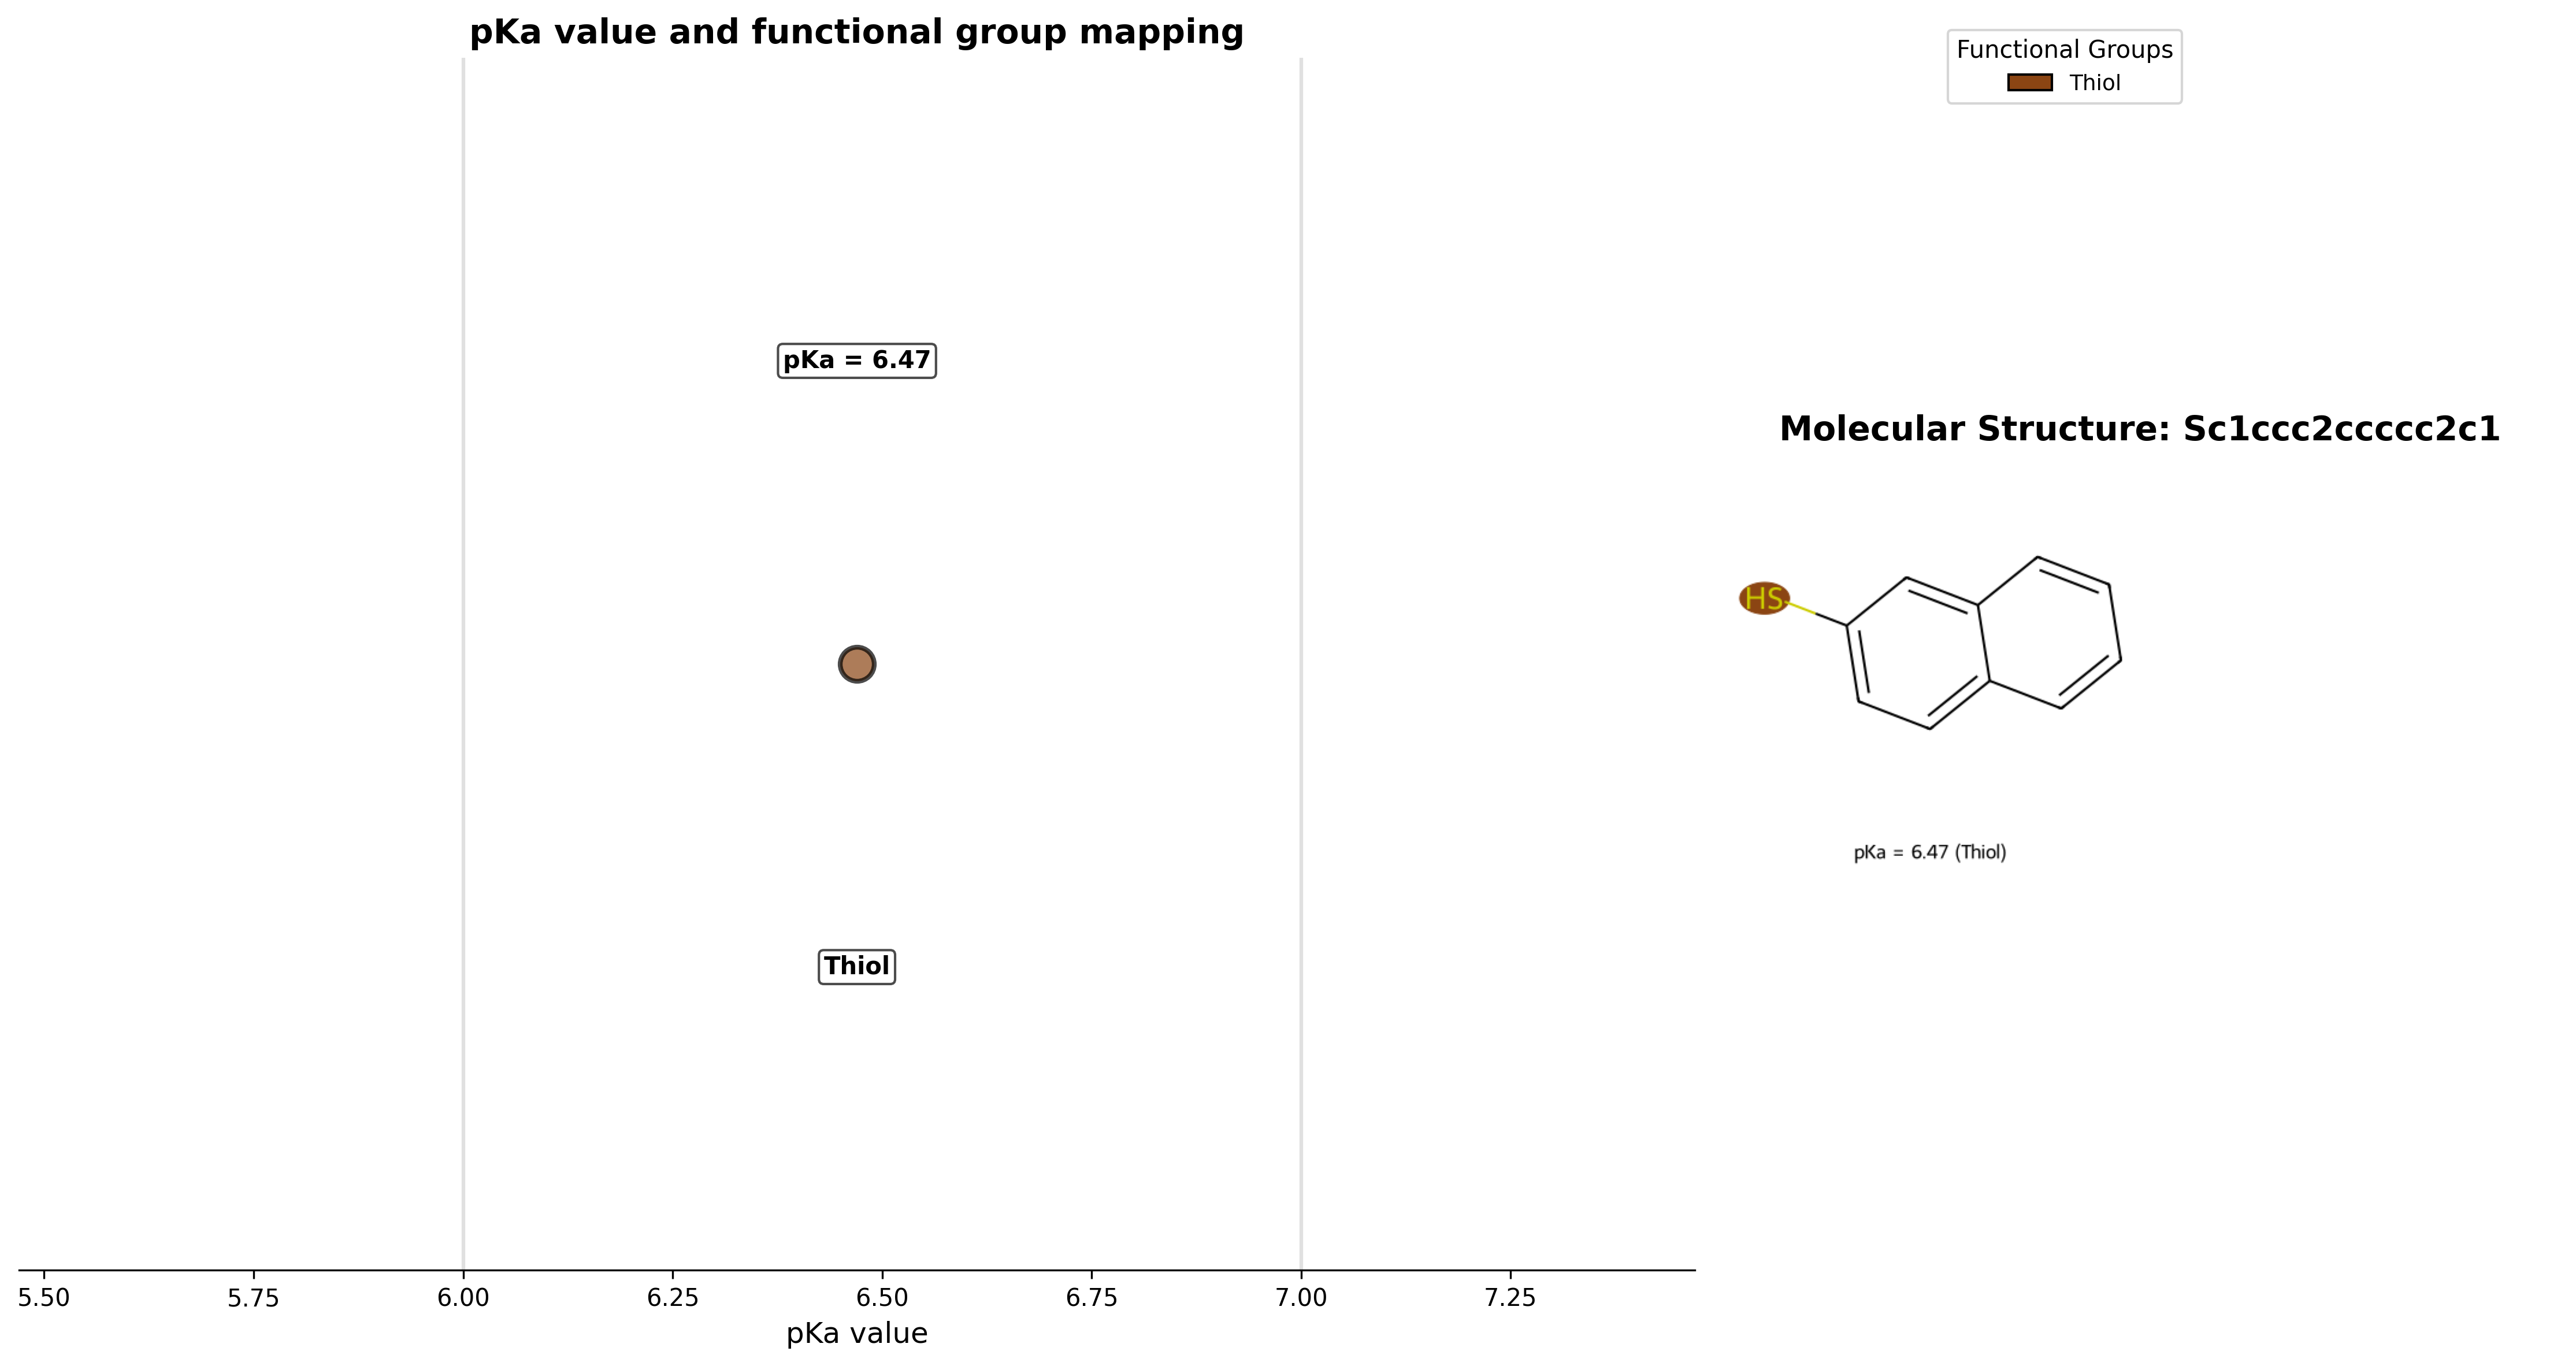 pKa value and functional group mapping
pKa = 6.47
Thiol
5.50 5.75 6.00 6.25 6.50 6.75 7.00 7.25
pKa value
Functional Groups
Thiol
Molecular Structure: Sc1ccc2ccccc2c1
HS
pKa = 6.47 (Thiol)